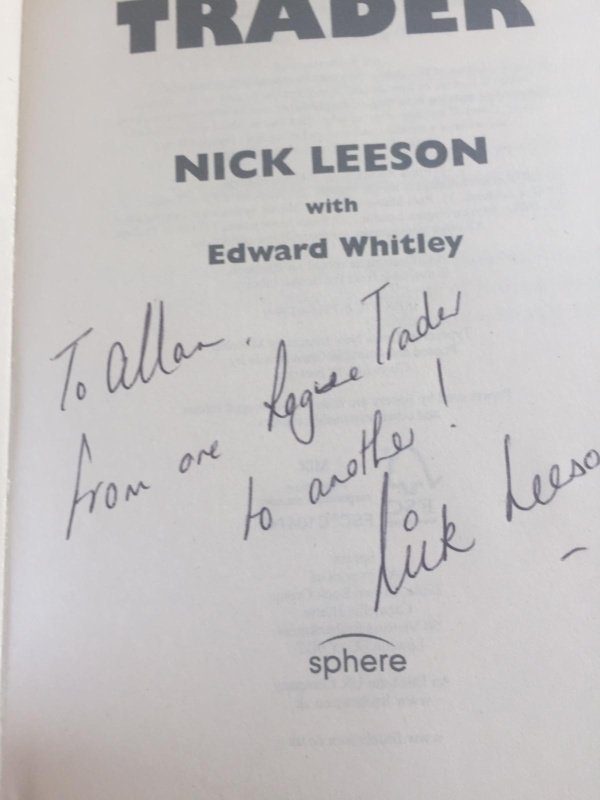 TRADER
NICK LEESON
with
Edward Whitley
To Allan.
from one Rogue Trader
to another!
Nick Leeso
sphere